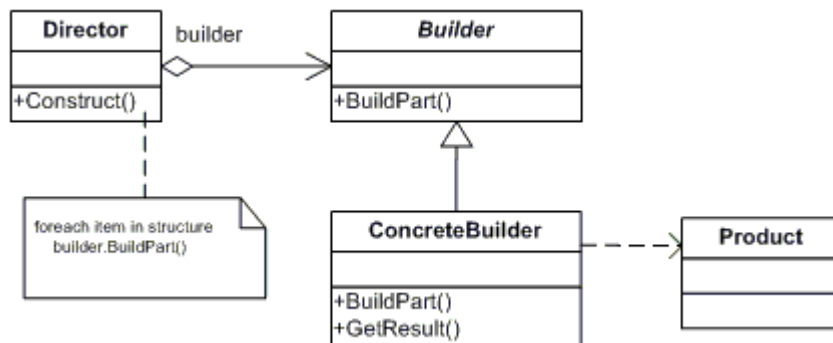 Director
builder
Builder
+Construct()
+BuildPart()
foreach item in structure
builder.BuildPart()
ConcreteBuilder
Product
+BuildPart()
+GetResult()